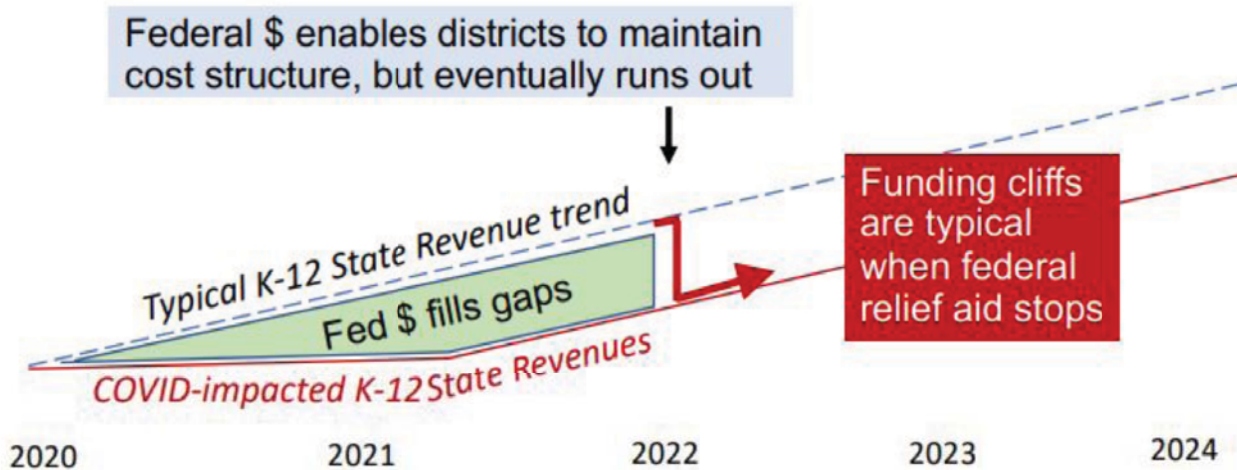 Federal $ enables districts to maintain
cost structure, but eventually runs out
Typical K-12 State Revenue trend
Fed $ fills gaps
COVID-impacted K-12 State Revenues
Funding cliffs
are typical
when federal
relief aid stops
2020 2021 2022 2023 2024